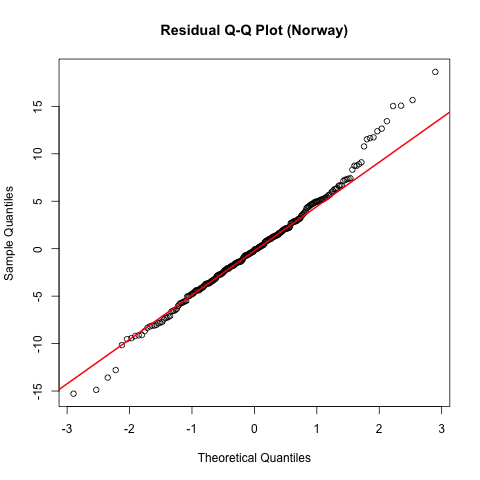 Residual Q-Q Plot (Norway)
Sample Quantiles
15
10
5
0
-5
-10
-15
-3 -2 -1 0 1 2 3
Theoretical Quantiles